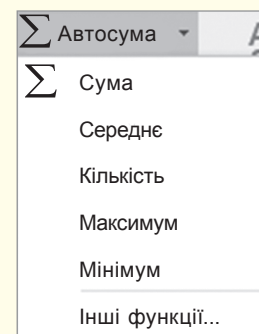 ∑ Автосума
∑ Сума
Середнє
Кількість
Максимум
Мінімум
Інші функції...